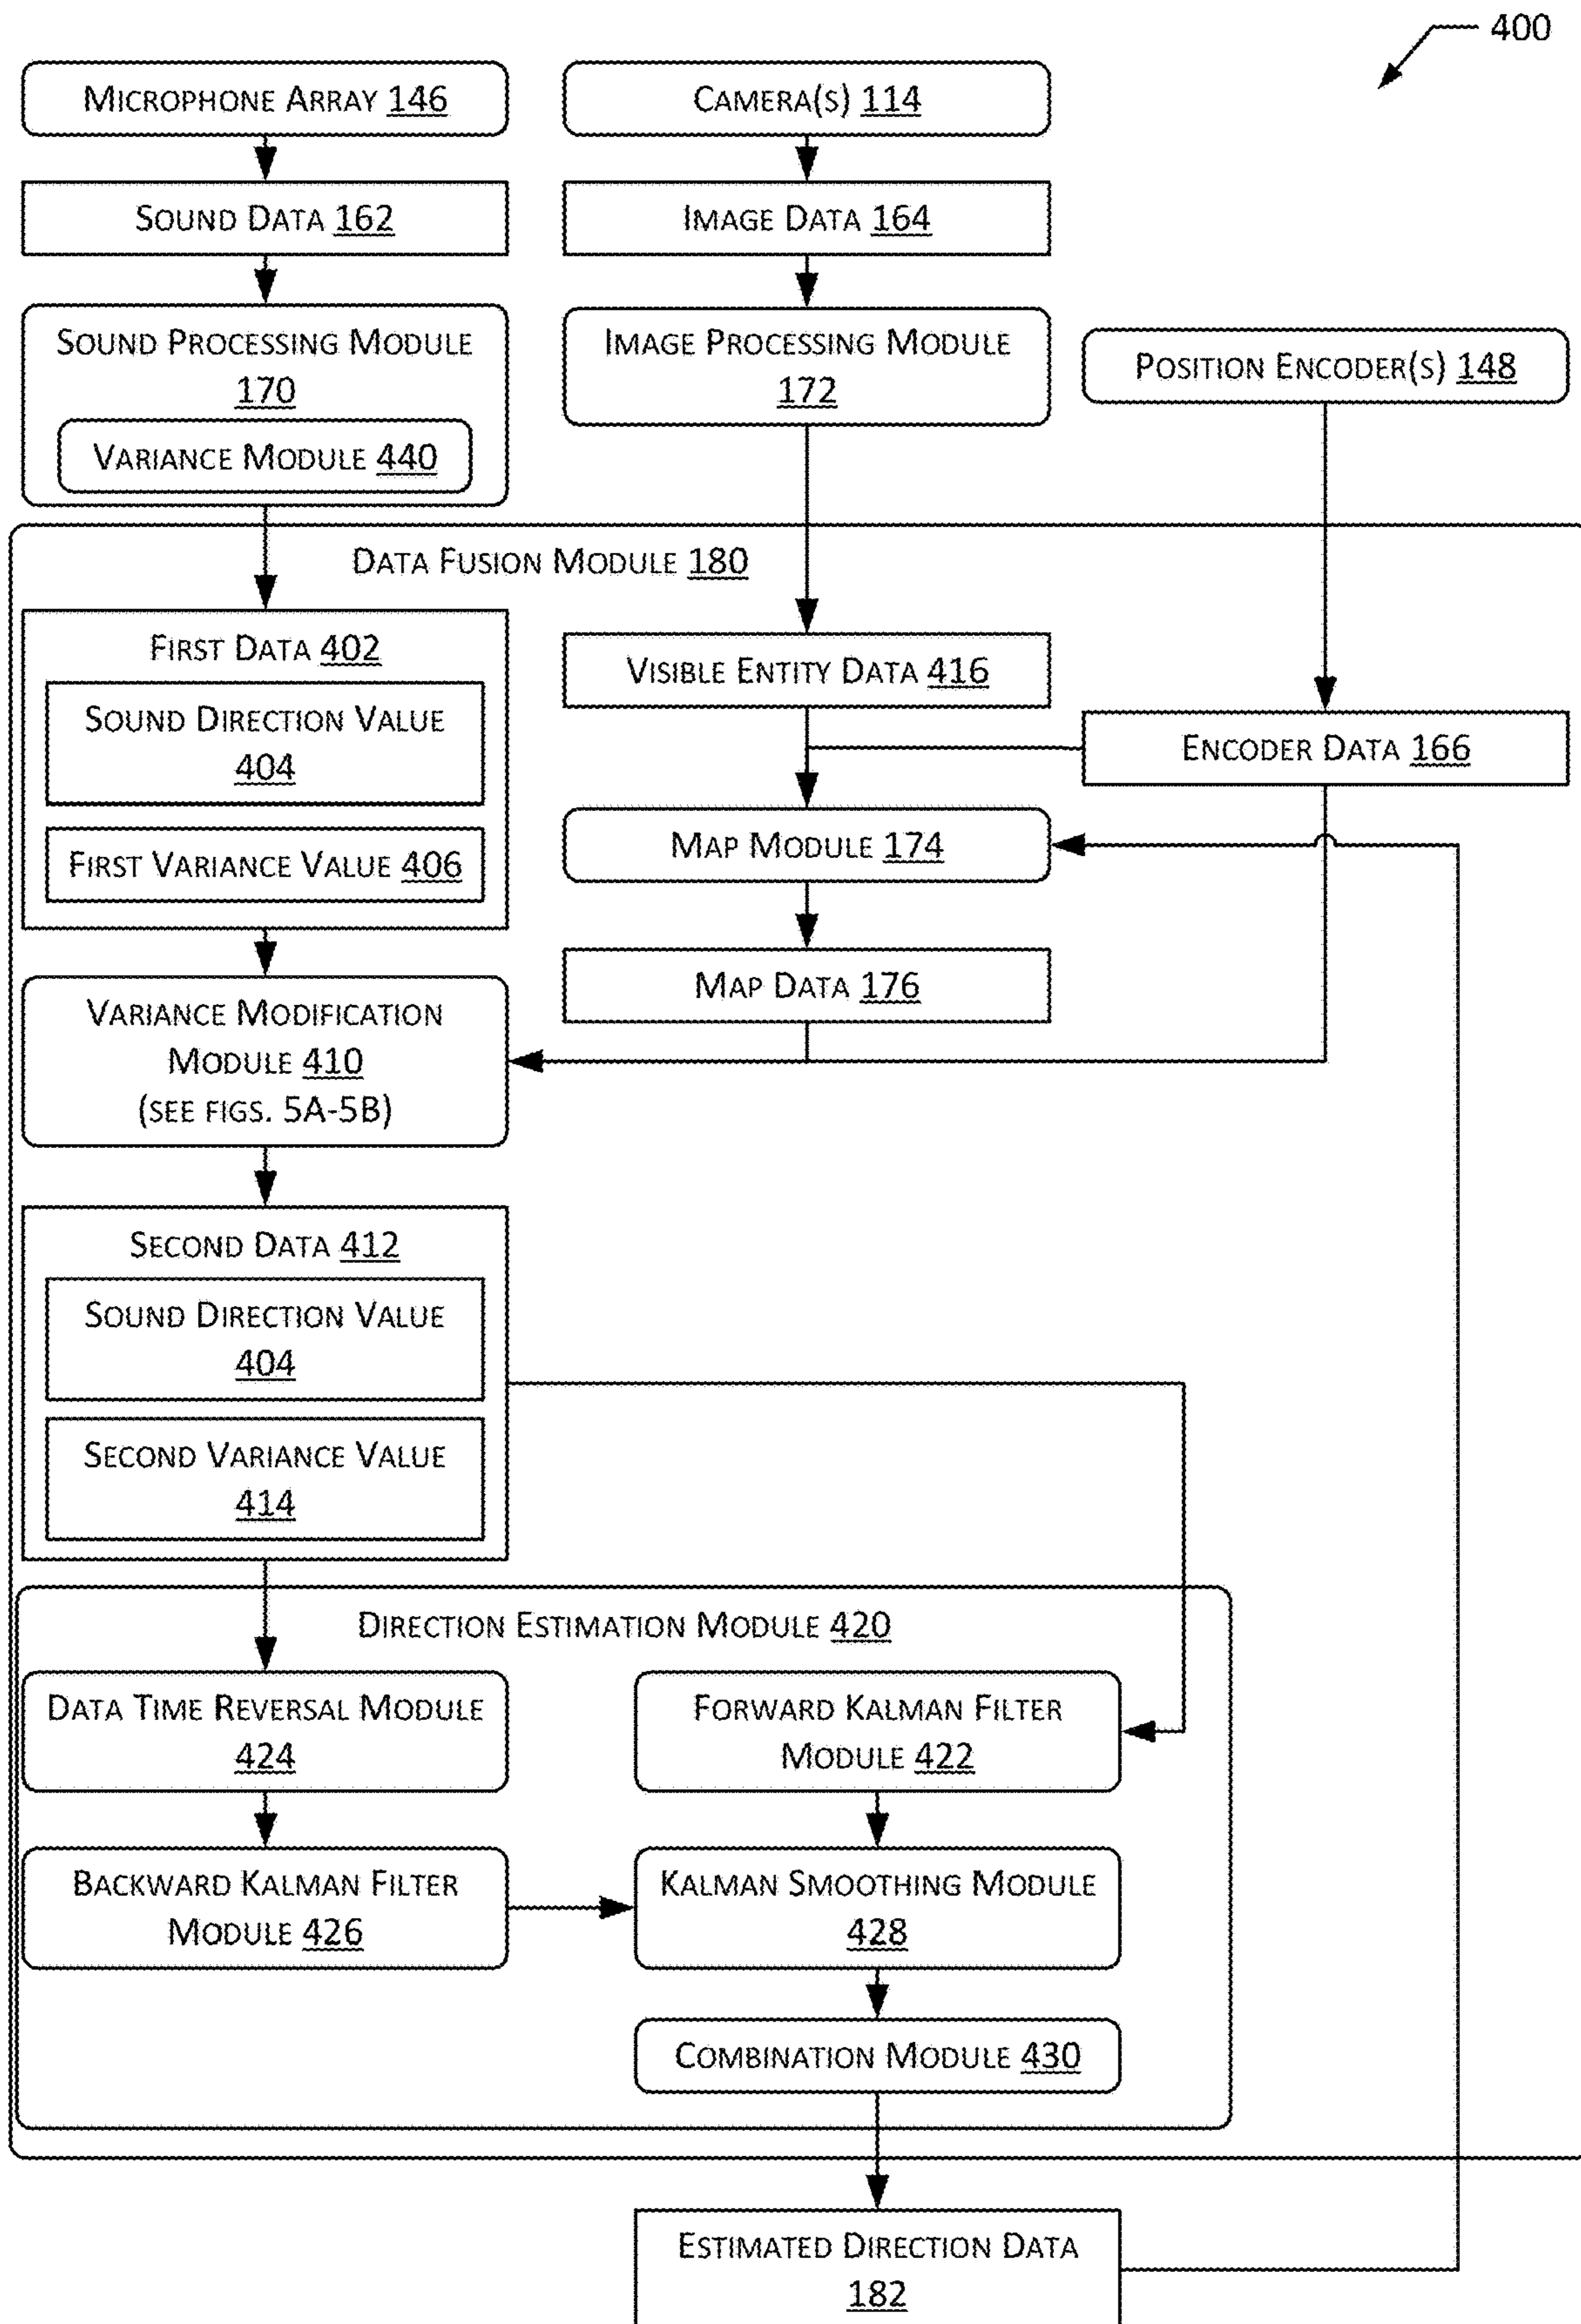 400
MICROPHONE ARRAY 146
CAMERA(S) 114
SOUND DATA 162
IMAGE DATA 164
SOUND PROCESSING MODULE
170
VARIANCE MODULE 440
IMAGE PROCESSING MODULE
172
POSITION ENCODER(S) 148
DATA FUSION MODULE 180
FIRST DATA 402
SOUND DIRECTION VALUE
404
FIRST VARIANCE VALUE 406
VISIBLE ENTITY DATA 416
ENCODER DATA 166
MAP MODULE 174
MAP DATA 176
VARIANCE MODIFICATION
MODULE 410
(SEE FIGS. 5A-5B)
SECOND DATA 412
SOUND DIRECTION VALUE
404
SECOND VARIANCE VALUE
414
DIRECTION ESTIMATION MODULE 420
DATA TIME REVERSAL MODULE
424
FORWARD KALMAN FILTER
MODULE 422
BACKWARD KALMAN FILTER
MODULE 426
KALMAN SMOOTHING MODULE
428
COMBINATION MODULE 430
ESTIMATED DIRECTION DATA
182